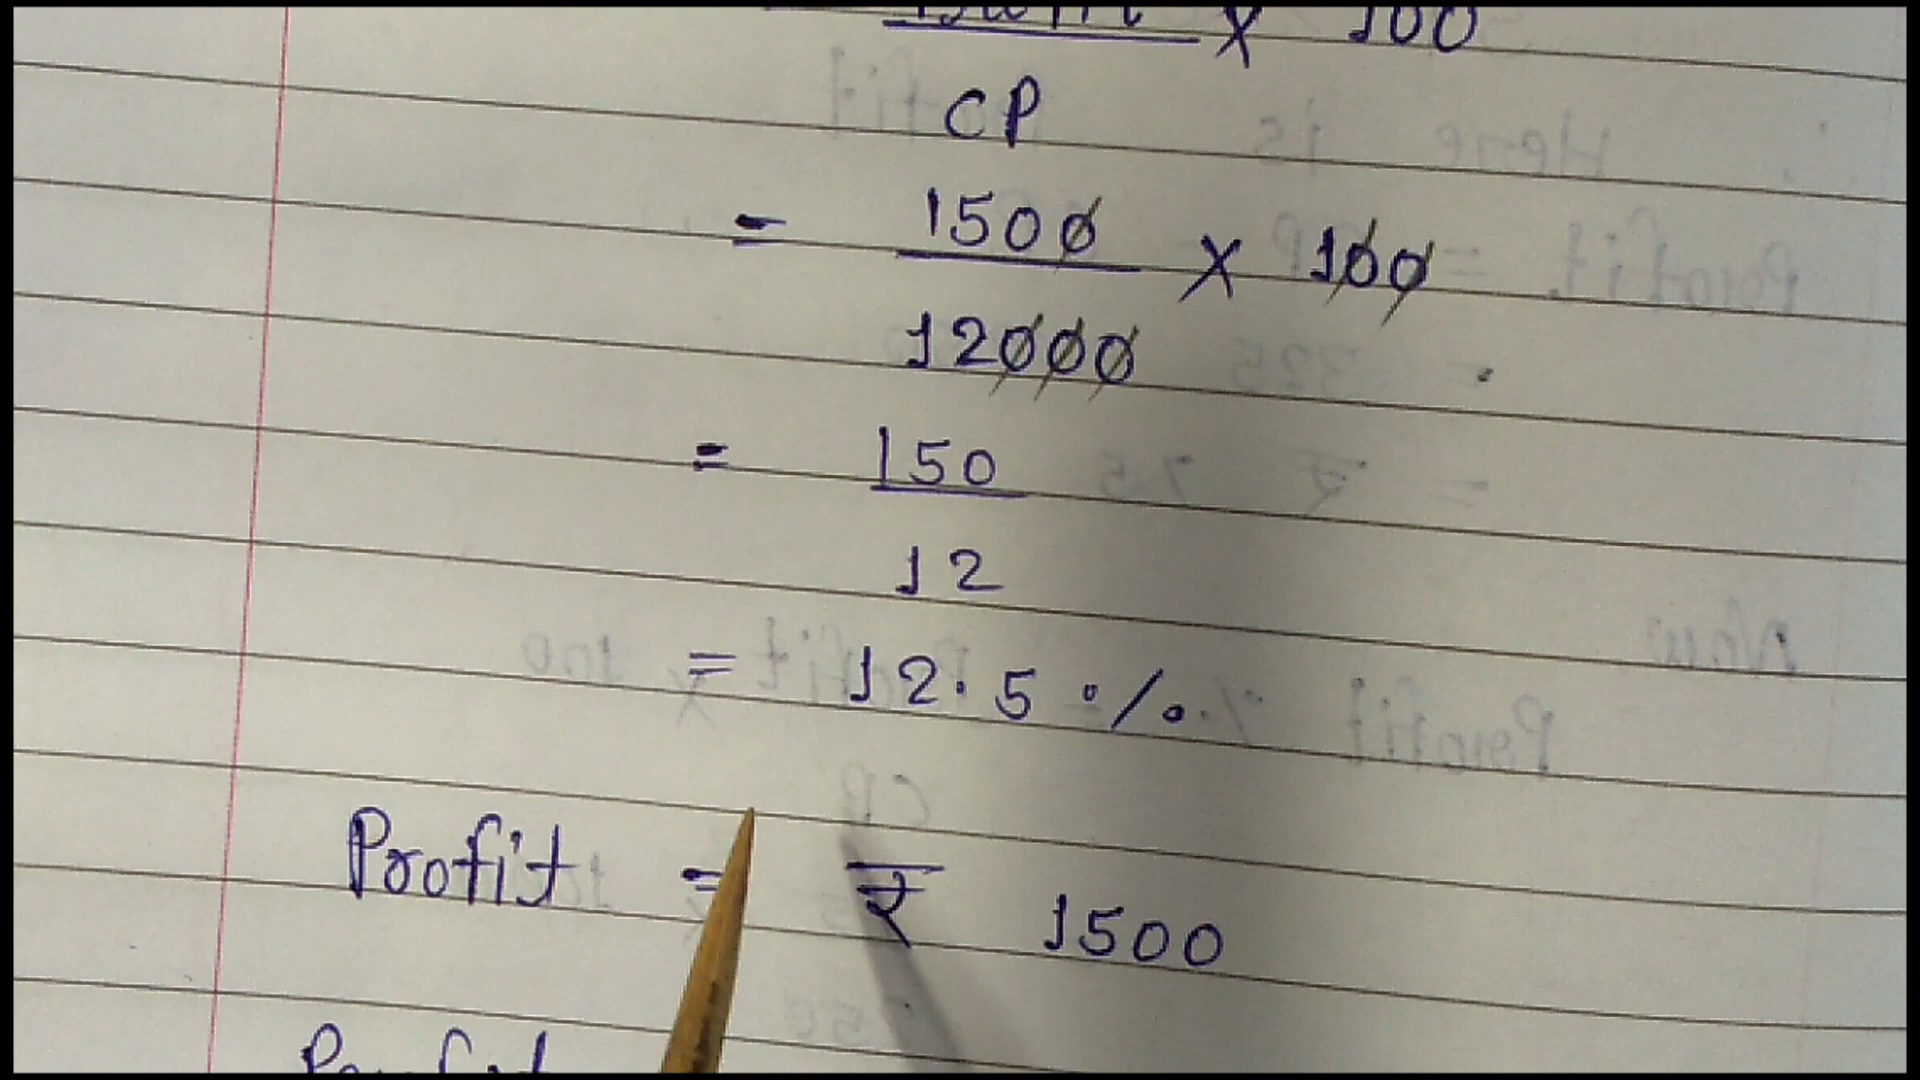 × 100
CP
= 1500 × 100
12000
= 150
12
= 12.5 %
Profit = ₹ 1500